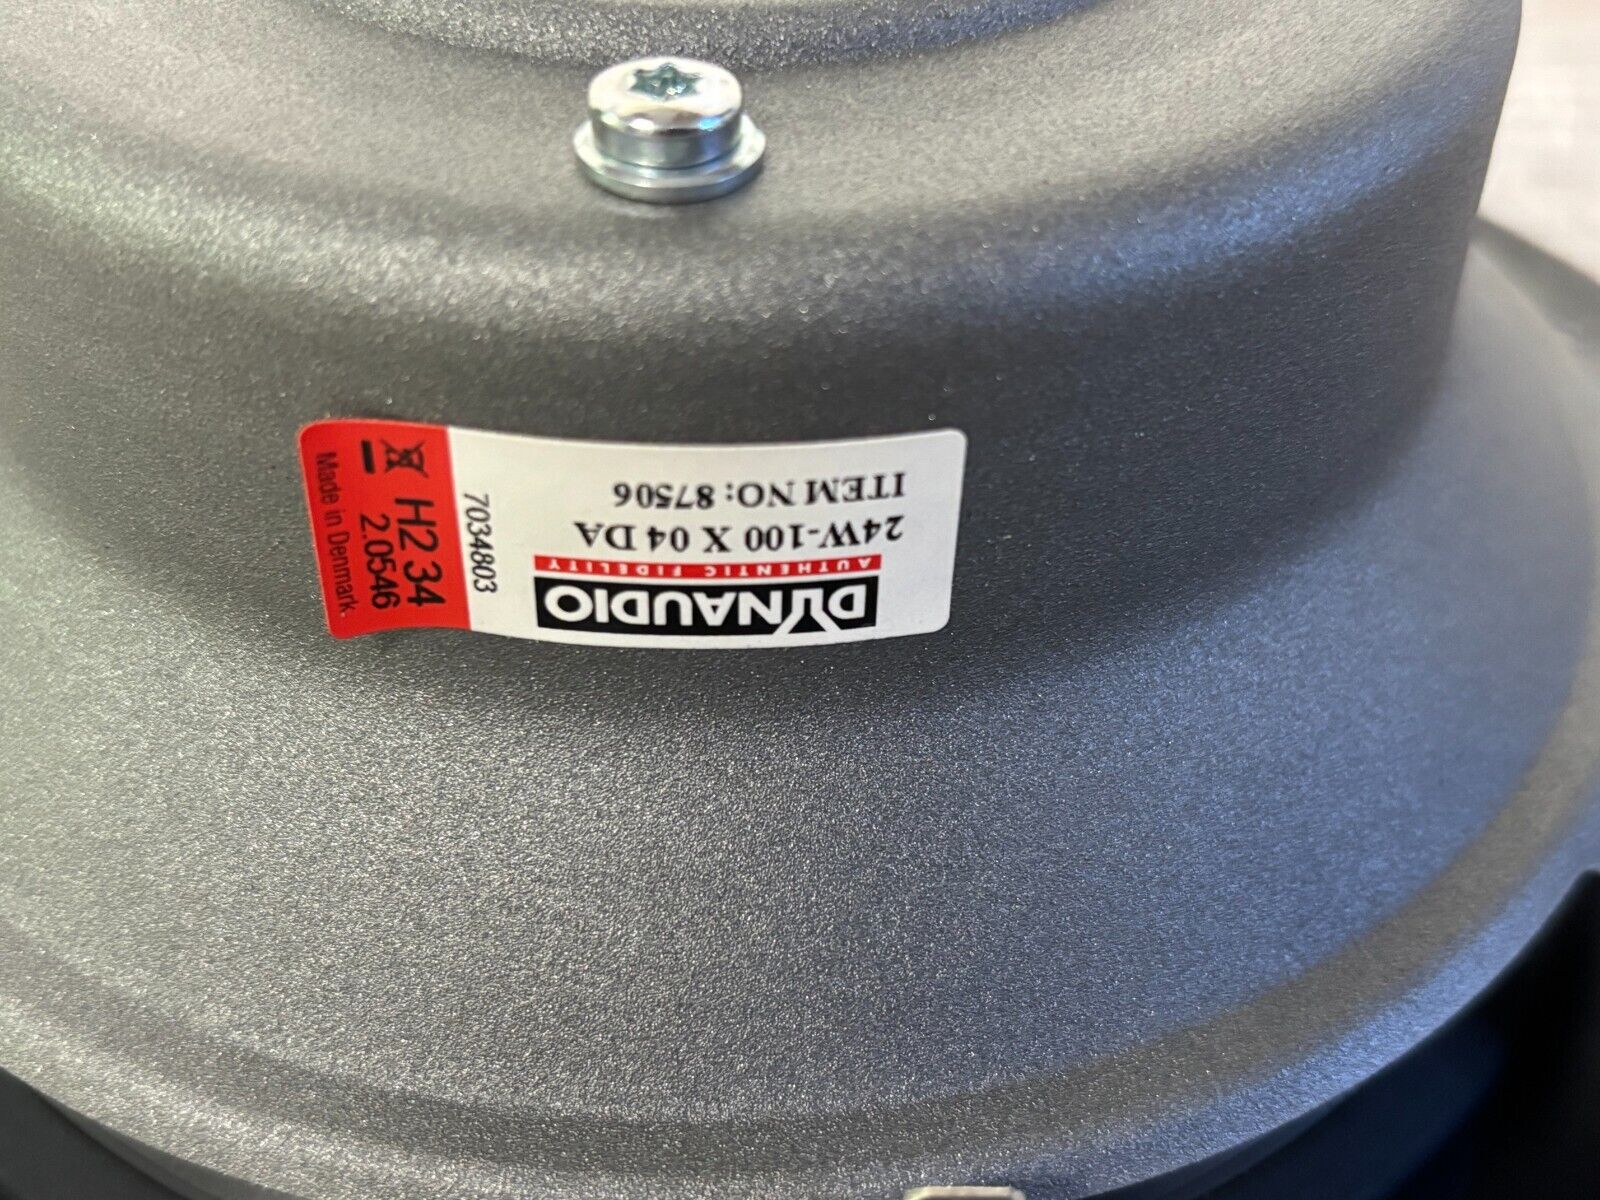 DYNAUDIO
AUTHENTIC FIDELITY
24W-100 X 04 DA
ITEM NO: 87506
7034803
H2 34
2.0546
Made in Denmark.